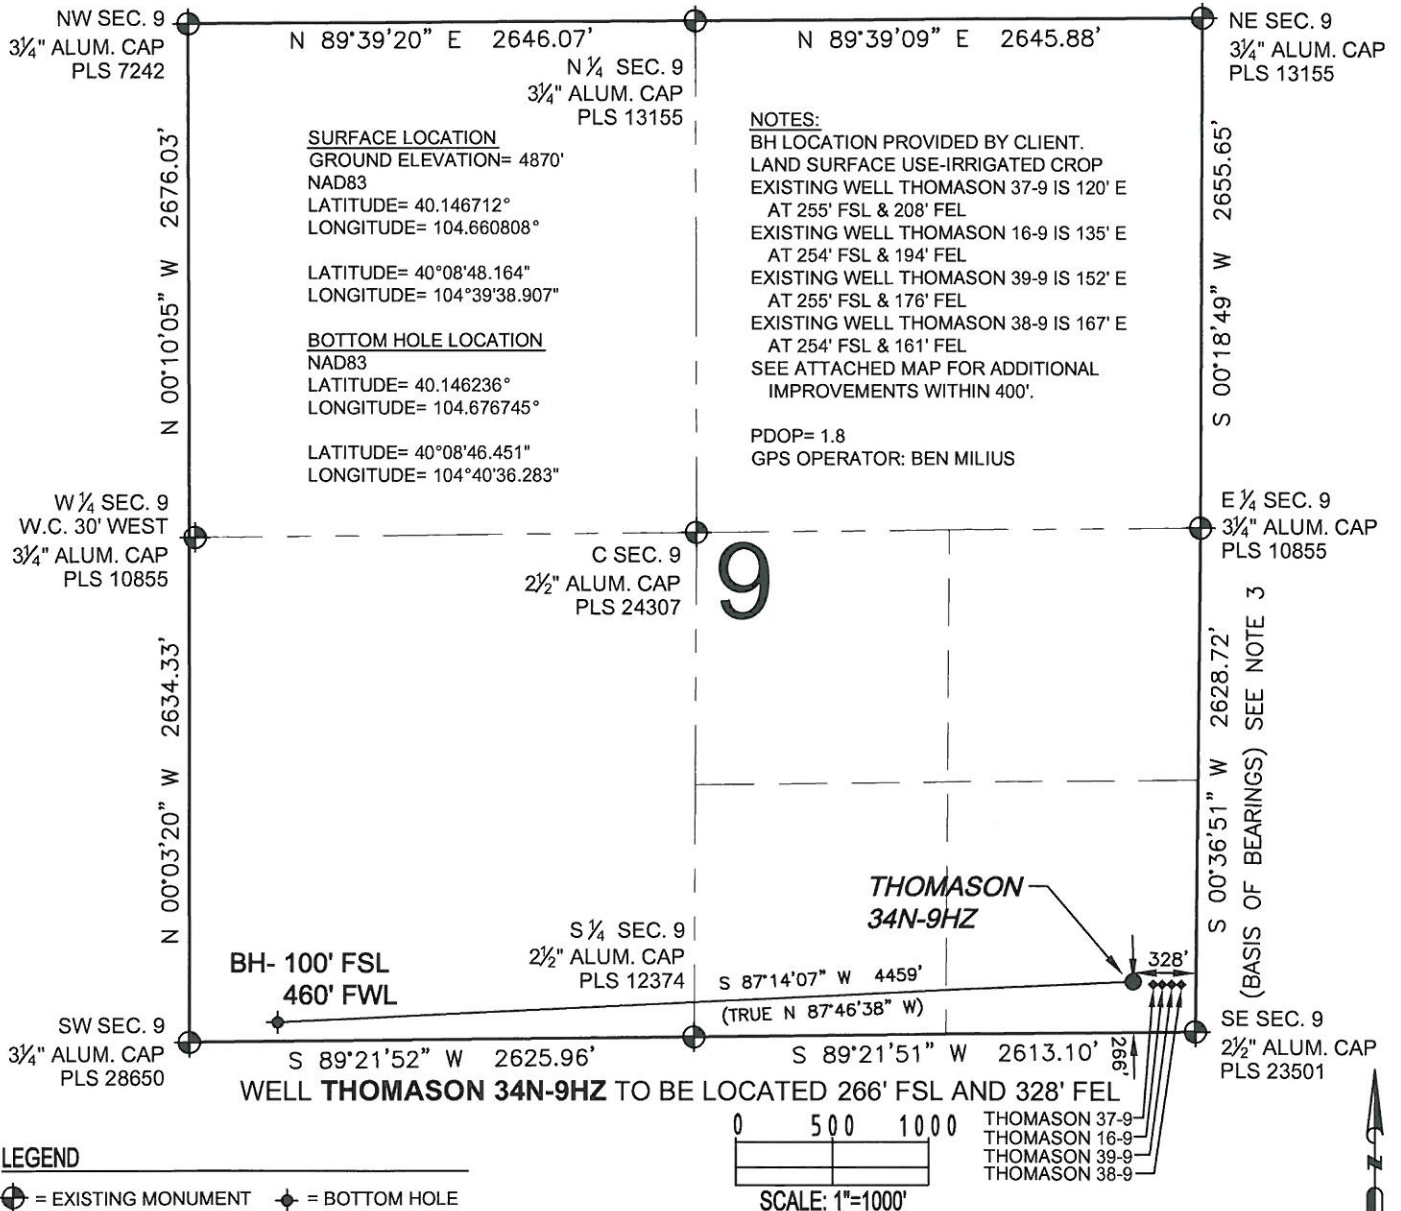 NW SEC. 9
3¼" ALUM. CAP
PLS 7242
N 89°39'20" E 2646.07'
N ¼ SEC. 9
3¼" ALUM. CAP
PLS 13155
N 89°39'09" E 2645.88'
NE SEC. 9
3¼" ALUM. CAP
PLS 13155
N 00°10'05" W 2676.03'
SURFACE LOCATION
GROUND ELEVATION= 4870'
NAD83
LATITUDE= 40.146712°
LONGITUDE= 104.660808°
LATITUDE= 40°08'48.164"
LONGITUDE= 104°39'38.907"
BOTTOM HOLE LOCATION
NAD83
LATITUDE= 40.146236°
LONGITUDE= 104.676745°
LATITUDE= 40°08'46.451"
LONGITUDE= 104°40'36.283"
NOTES:
BH LOCATION PROVIDED BY CLIENT.
LAND SURFACE USE-IRRIGATED CROP
EXISTING WELL THOMASON 37-9 IS 120' E
AT 255' FSL & 208' FEL
EXISTING WELL THOMASON 16-9 IS 135' E
AT 254' FSL & 194' FEL
EXISTING WELL THOMASON 39-9 IS 152' E
AT 255' FSL & 176' FEL
EXISTING WELL THOMASON 38-9 IS 167' E
AT 254' FSL & 161' FEL
SEE ATTACHED MAP FOR ADDITIONAL
IMPROVEMENTS WITHIN 400'.
PDOP= 1.8
GPS OPERATOR: BEN MILIUS
S 00°18'49" W 2655.65'
W ¼ SEC. 9
W.C. 30' WEST
3¼" ALUM. CAP
PLS 10855
C SEC. 9
2½" ALUM. CAP
PLS 24307
9
E ¼ SEC. 9
3¼" ALUM. CAP
PLS 10855
N 00°03'20" W 2634.33'
S 00°36'51" W 2628.72'
(BASIS OF BEARINGS) SEE NOTE 3
THOMASON
34N-9HZ
S ¼ SEC. 9
2½" ALUM. CAP
PLS 12374
BH- 100' FSL
460' FWL
S 87°14'07" W 4459'
(TRUE N 87°46'38" W)
328'
266'
SW SEC. 9
3¼" ALUM. CAP
PLS 28650
S 89°21'52" W 2625.96'
S 89°21'51" W 2613.10'
SE SEC. 9
2½" ALUM. CAP
PLS 23501
WELL THOMASON 34N-9HZ TO BE LOCATED 266' FSL AND 328' FEL
0 500 1000
SCALE: 1"=1000'
THOMASON 37-9
THOMASON 16-9
THOMASON 39-9
THOMASON 38-9
LEGEND
= EXISTING MONUMENT
= BOTTOM HOLE
N